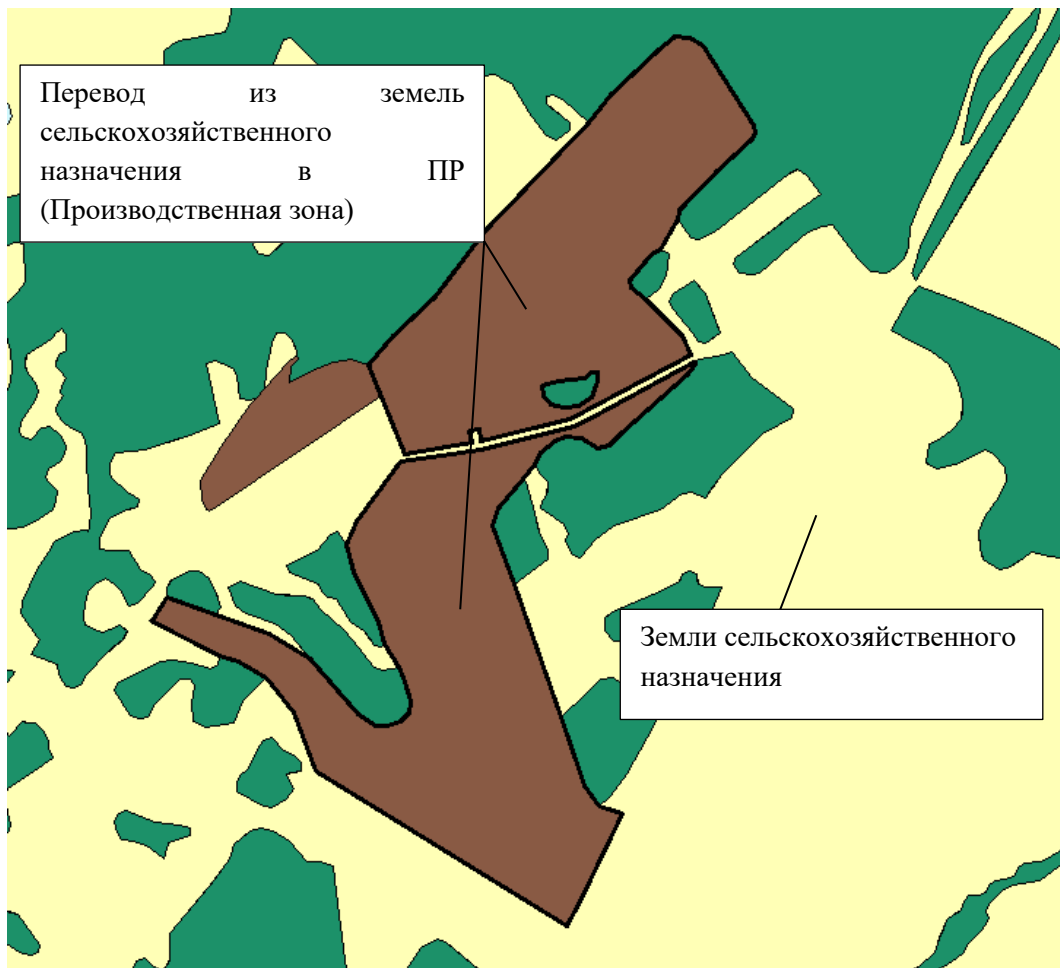 Перевод из земель
сельскохозяйственного
назначения в ПР
(Производственная зона)
Земли сельскохозяйственного
назначения